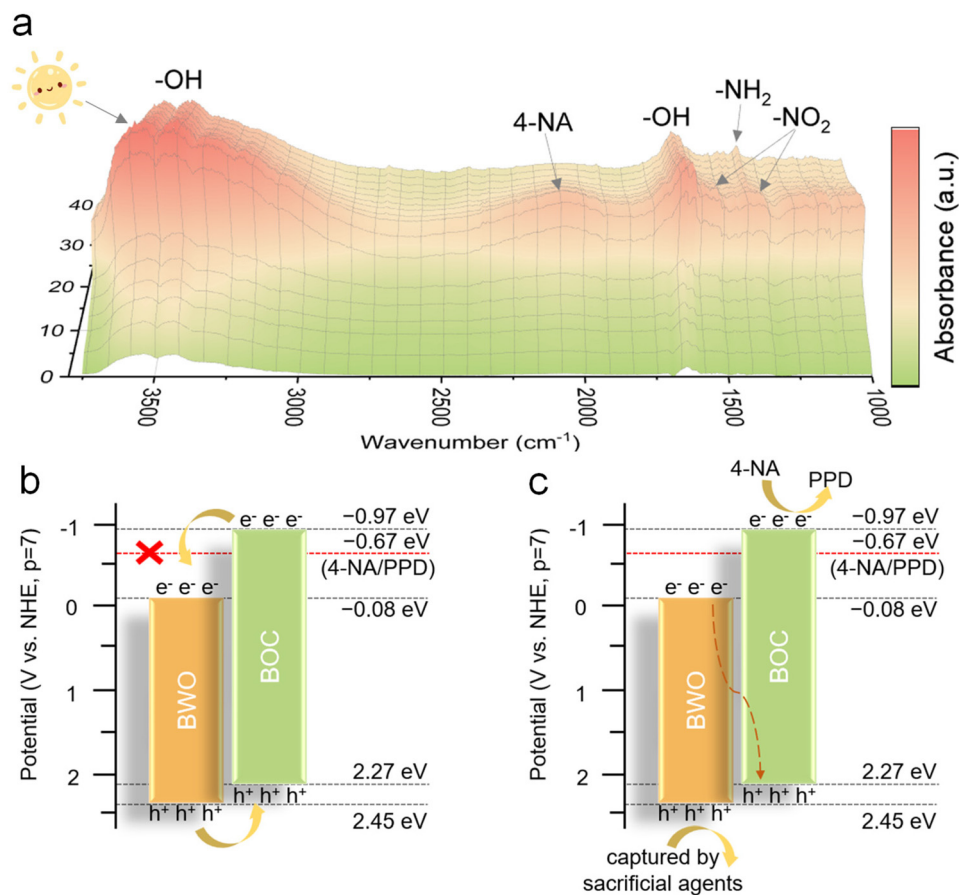 a
-OH
4-NA
-OH
-NH₂
-NO₂
40
30
20
10
0
3500
3000
2500
2000
1500
1000
Wavenumber (cm⁻¹)
Absorbance (a.u.)
b
Potential (V vs. NHE, p=7)
-1
0
1
2
e⁻ e⁻ e⁻
e⁻ e⁻ e⁻
BWO
BOC
h⁺ h⁺ h⁺
h⁺ h⁺ h⁺
−0.97 eV
−0.67 eV
(4-NA/PPD)
−0.08 eV
2.27 eV
2.45 eV
c
Potential (V vs. NHE, p=7)
-1
0
1
2
4-NA
PPD
e⁻ e⁻ e⁻
e⁻ e⁻ e⁻
BWO
BOC
h⁺ h⁺ h⁺
h⁺ h⁺ h⁺
−0.97 eV
−0.67 eV
(4-NA/PPD)
−0.08 eV
2.27 eV
2.45 eV
captured by
sacrificial agents